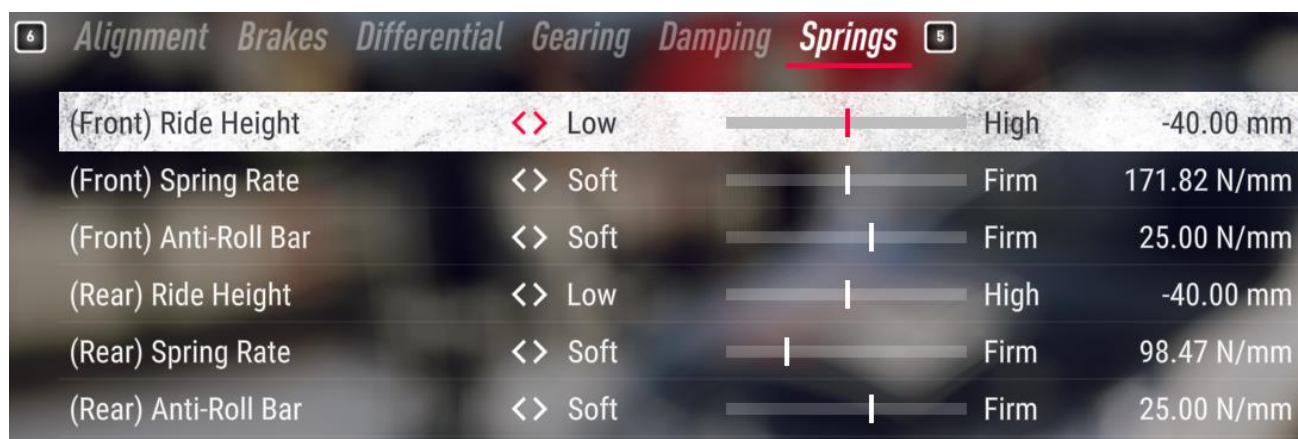 6 Alignment Brakes Differential Gearing Damping Springs 5
(Front) Ride Height <> Low High -40.00 mm
(Front) Spring Rate <> Soft Firm 171.82 N/mm
(Front) Anti-Roll Bar <> Soft Firm 25.00 N/mm
(Rear) Ride Height <> Low High -40.00 mm
(Rear) Spring Rate <> Soft Firm 98.47 N/mm
(Rear) Anti-Roll Bar <> Soft Firm 25.00 N/mm